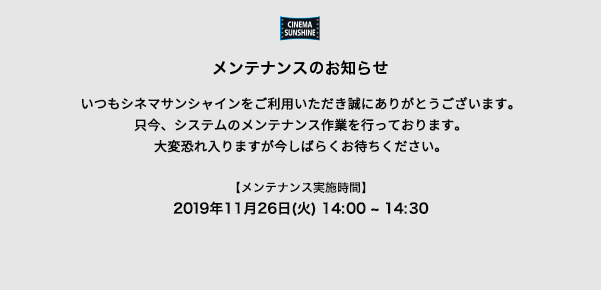 CINEMA
SUNSHINE
メンテナンスのお知らせ
いつもシネマサンシャインをご利用いただき誠にありがとうございます。
只今、システムのメンテナンス作業を行っております。
大変恐れ入りますが今しばらくお待ちください。
【メンテナンス実施時間】
2019年11月26日(火) 14:00 ~ 14:30